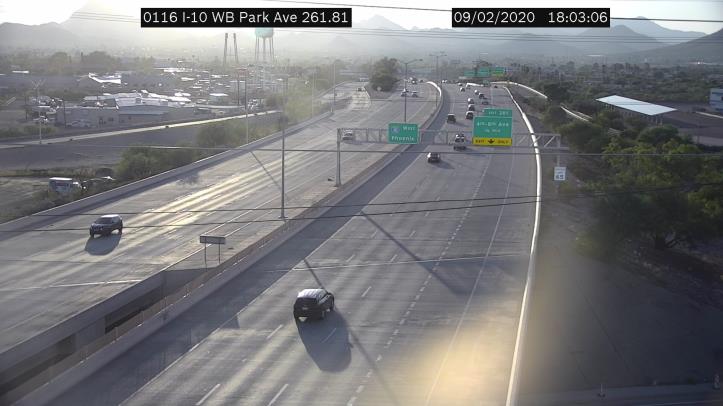 0116 I-10 WB Park Ave 261.81
09/02/2020 18:03:06
West
Phoenix
EXIT 261
4th-6th Ave
EXIT ONLY
65